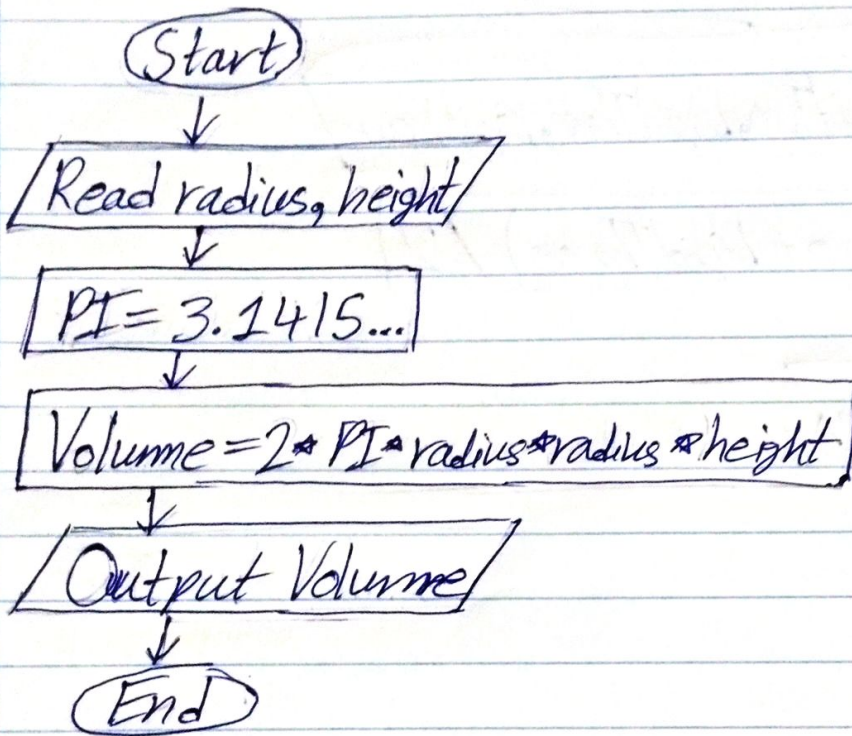 Start
Read radius, height
PI = 3.1415...
Volume = 2 * PI * radius * radius * height
Output Volume
End